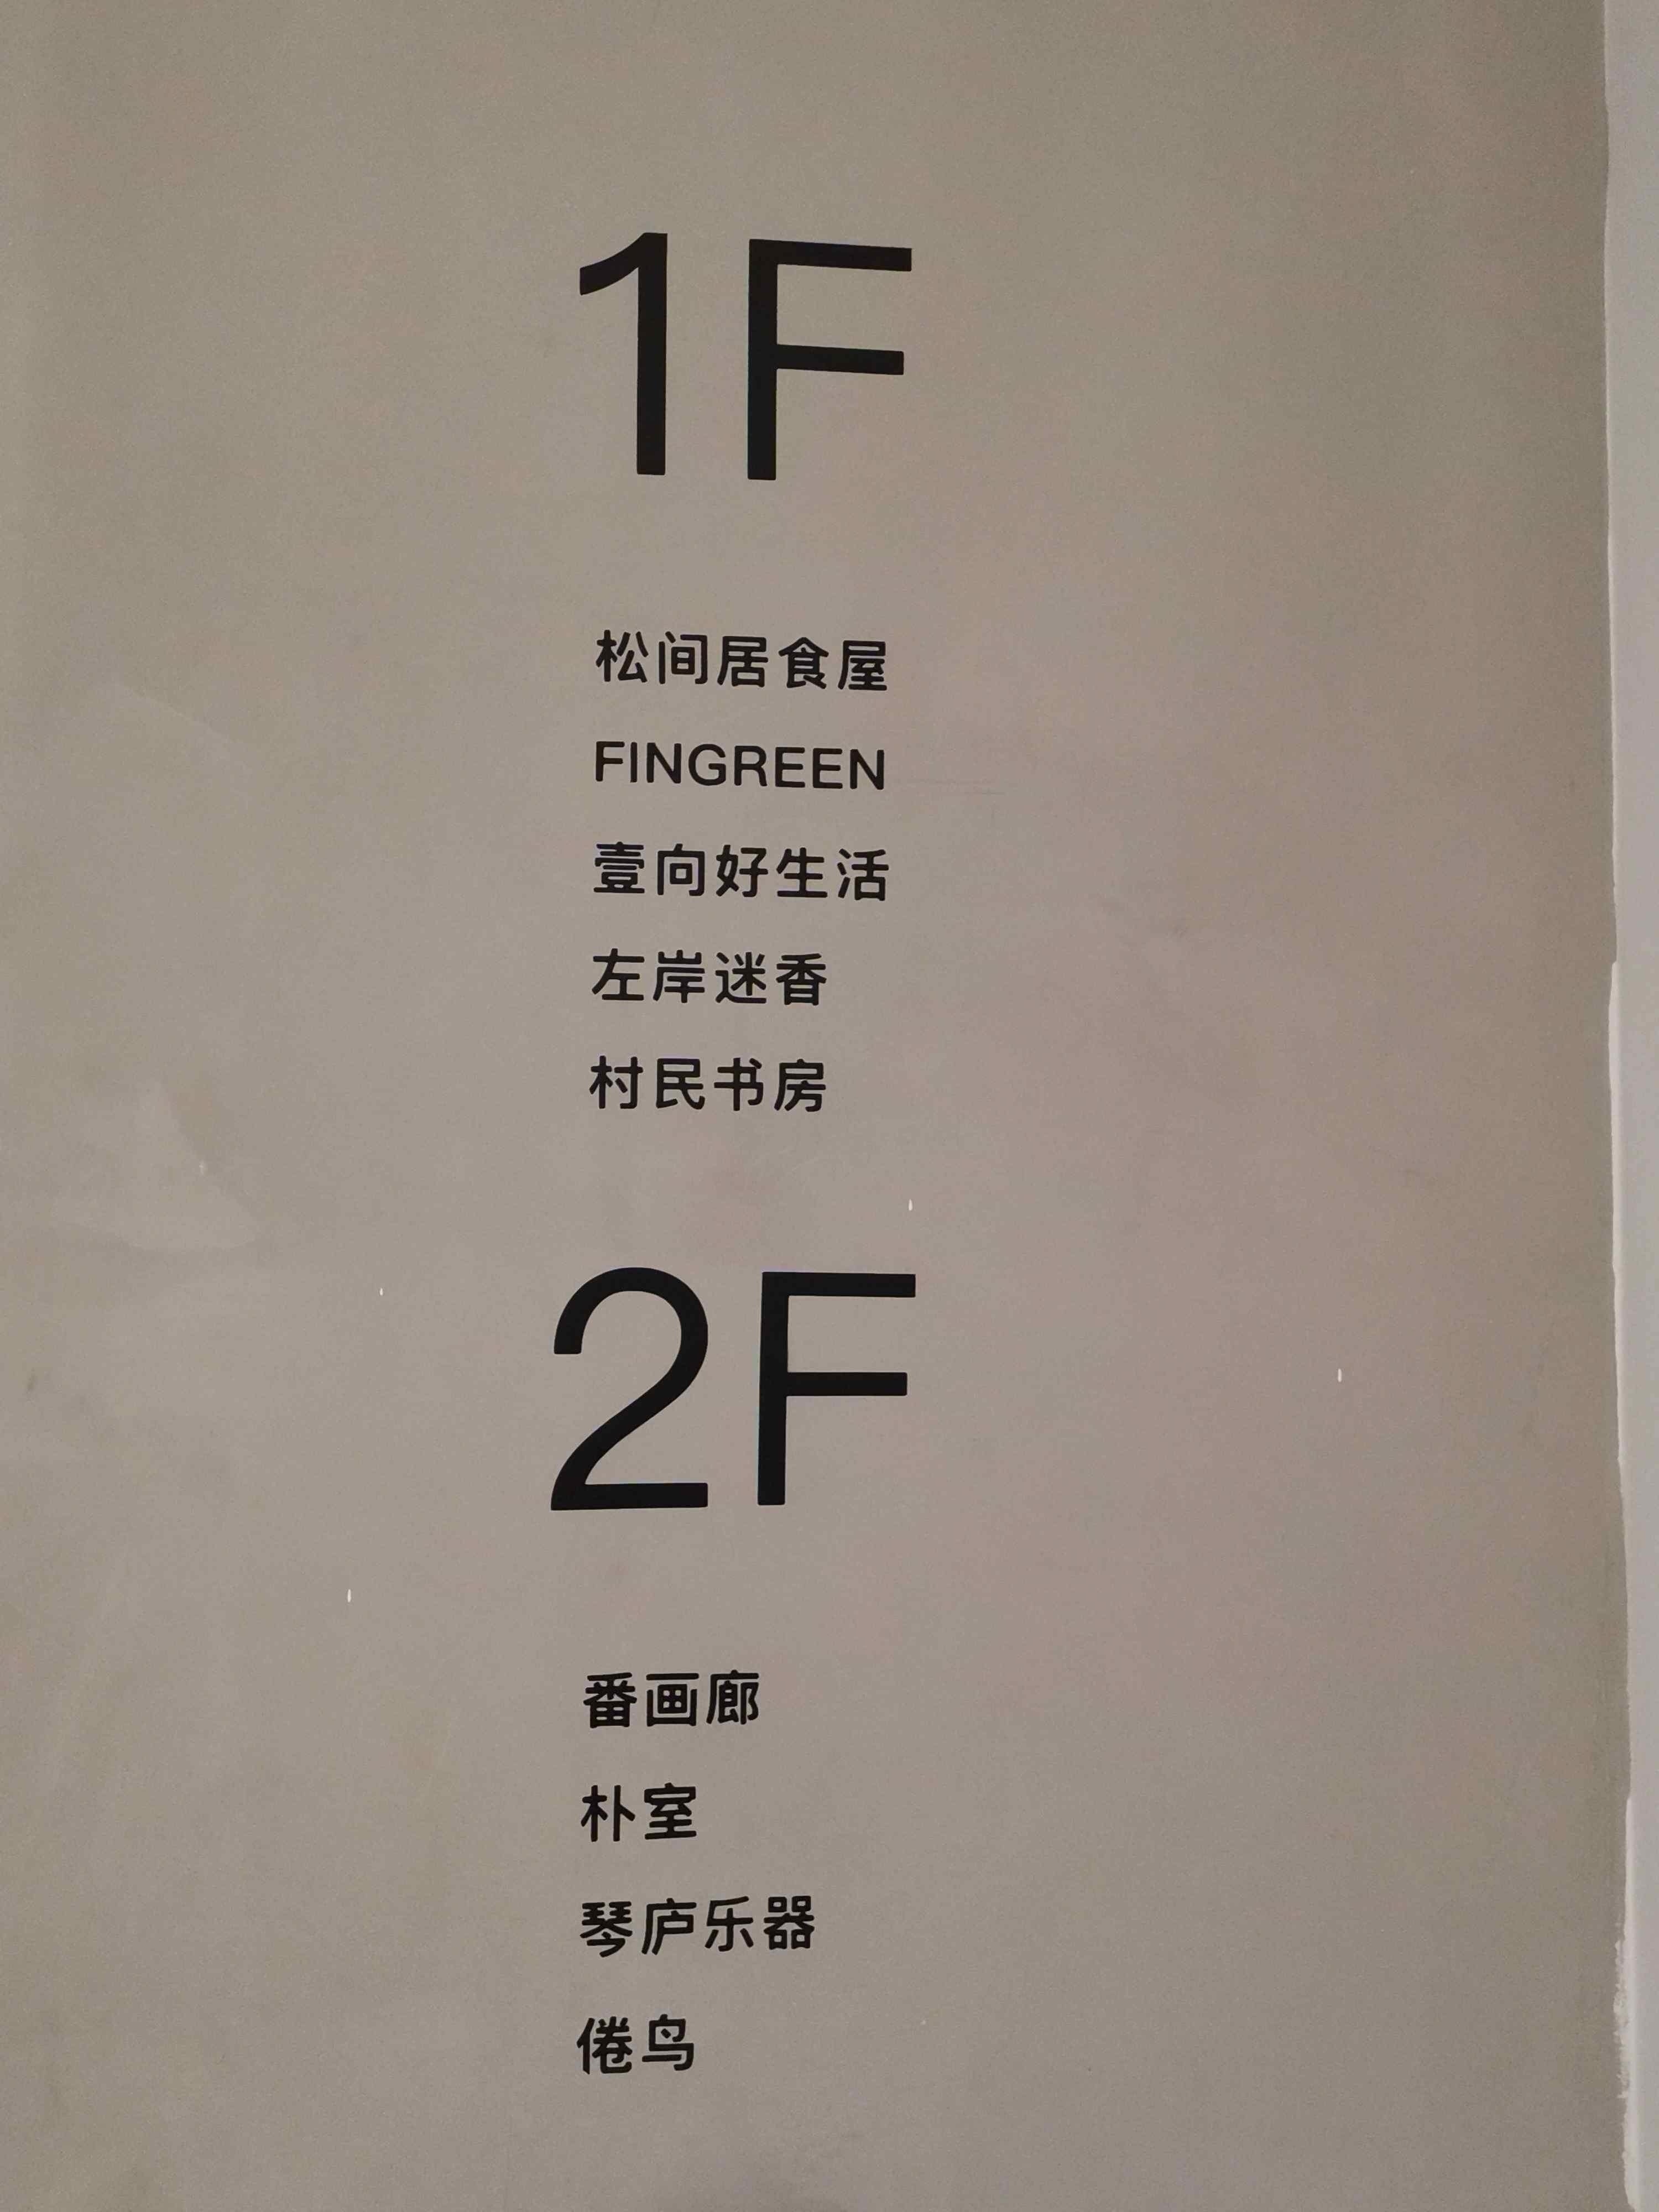 1F
松间居食屋
FINGREEN
壹向好生活
左岸迷香
村民书房
2F
番画廊
朴室
琴庐乐器
倦鸟